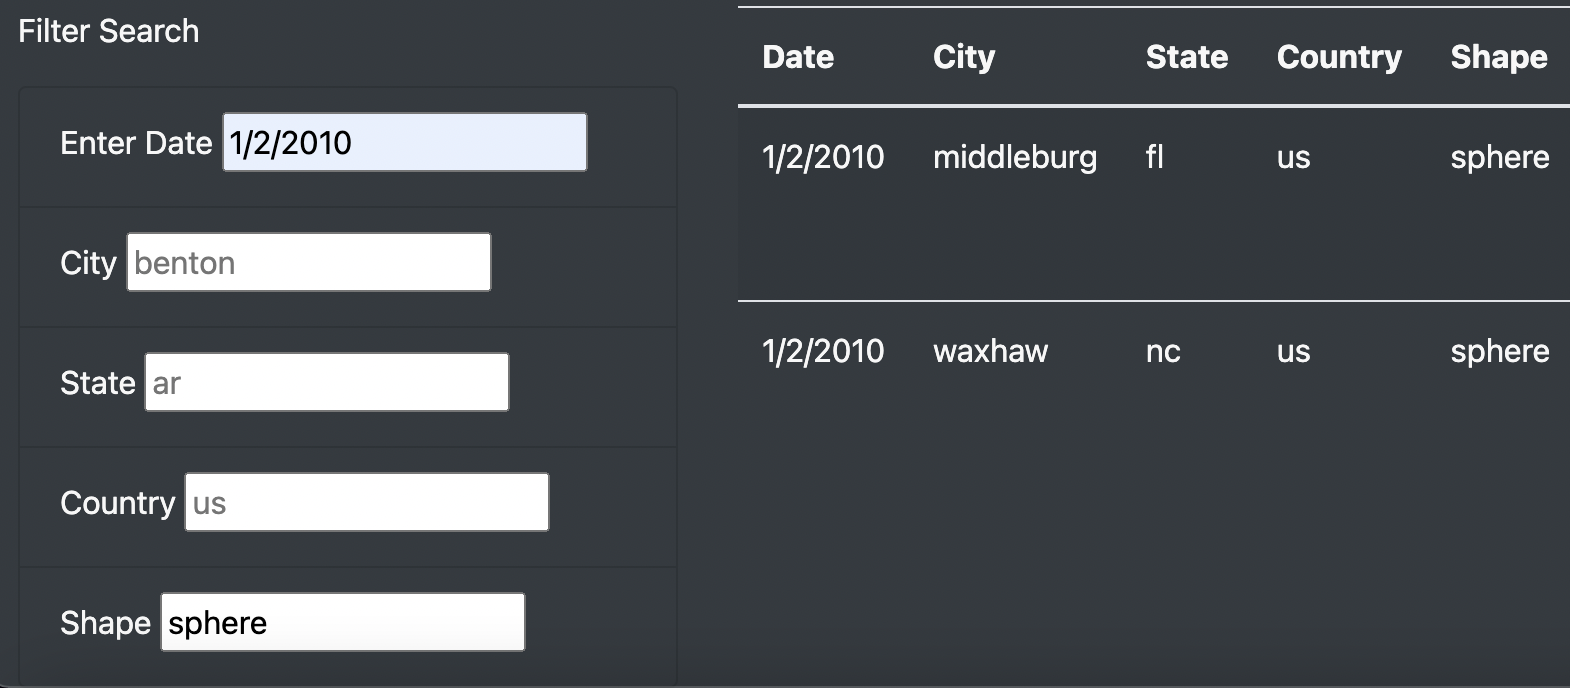 Filter Search
Enter Date 1/2/2010
City benton
State ar
Country us
Shape sphere
Date City State Country Shape
1/2/2010 middleburg fl us sphere
1/2/2010 waxhaw nc us sphere